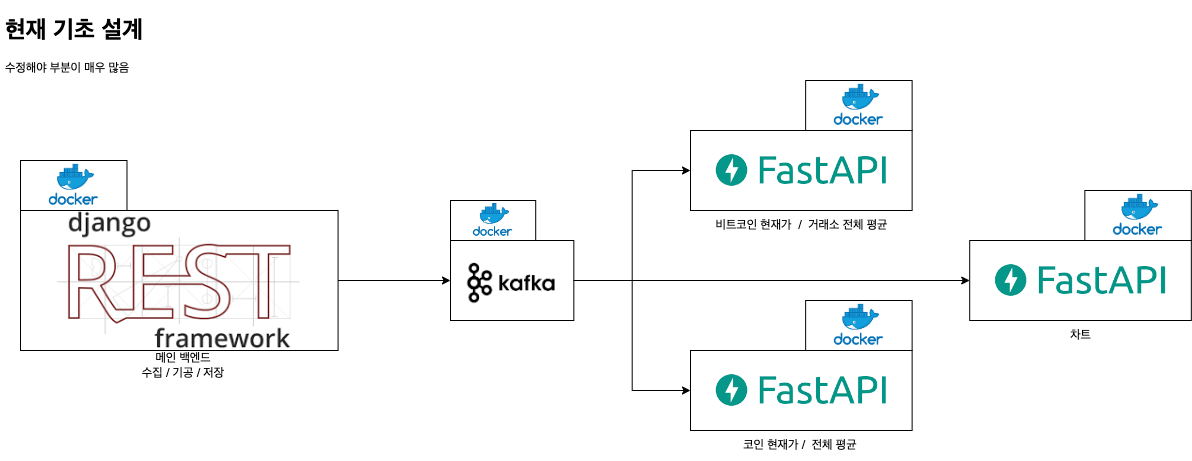 현재 기초 설계
수정해야 부분이 매우 많음
docker
django
REST
framework
메인 백엔드
수집 / 기공 / 저장
docker
kafka
docker
FastAPI
비트코인 현재가 / 거래소 전체 평균
docker
FastAPI
차트
docker
FastAPI
코인 현재가 / 전체 평균